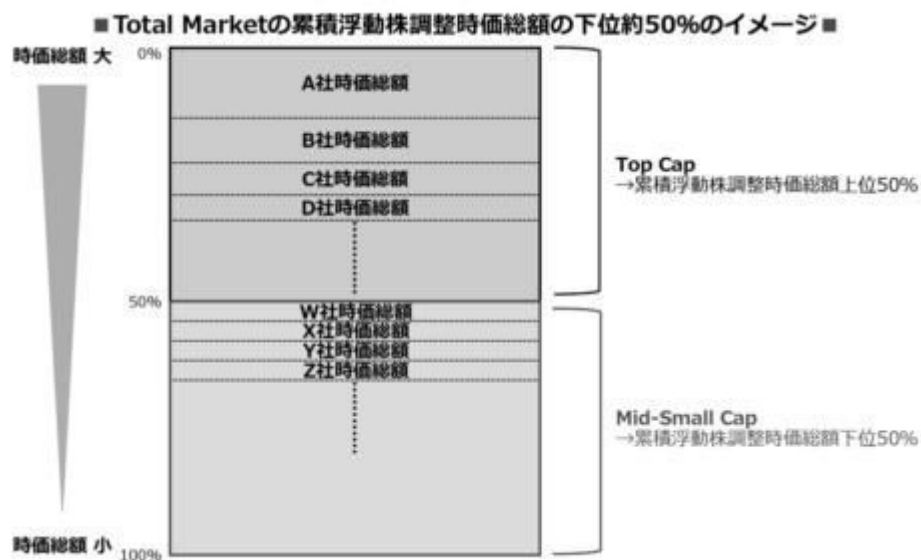 ■Total Marketの累積浮動株調整時価総額の下位約50%のイメージ■
時価総額 大
0%
A社時価総額
B社時価総額
C社時価総額
D社時価総額
Top Cap
→累積浮動株調整時価総額上位50%
50%
W社時価総額
X社時価総額
Y社時価総額
Z社時価総額
Mid-Small Cap
→累積浮動株調整時価総額下位50%
時価総額 小
100%